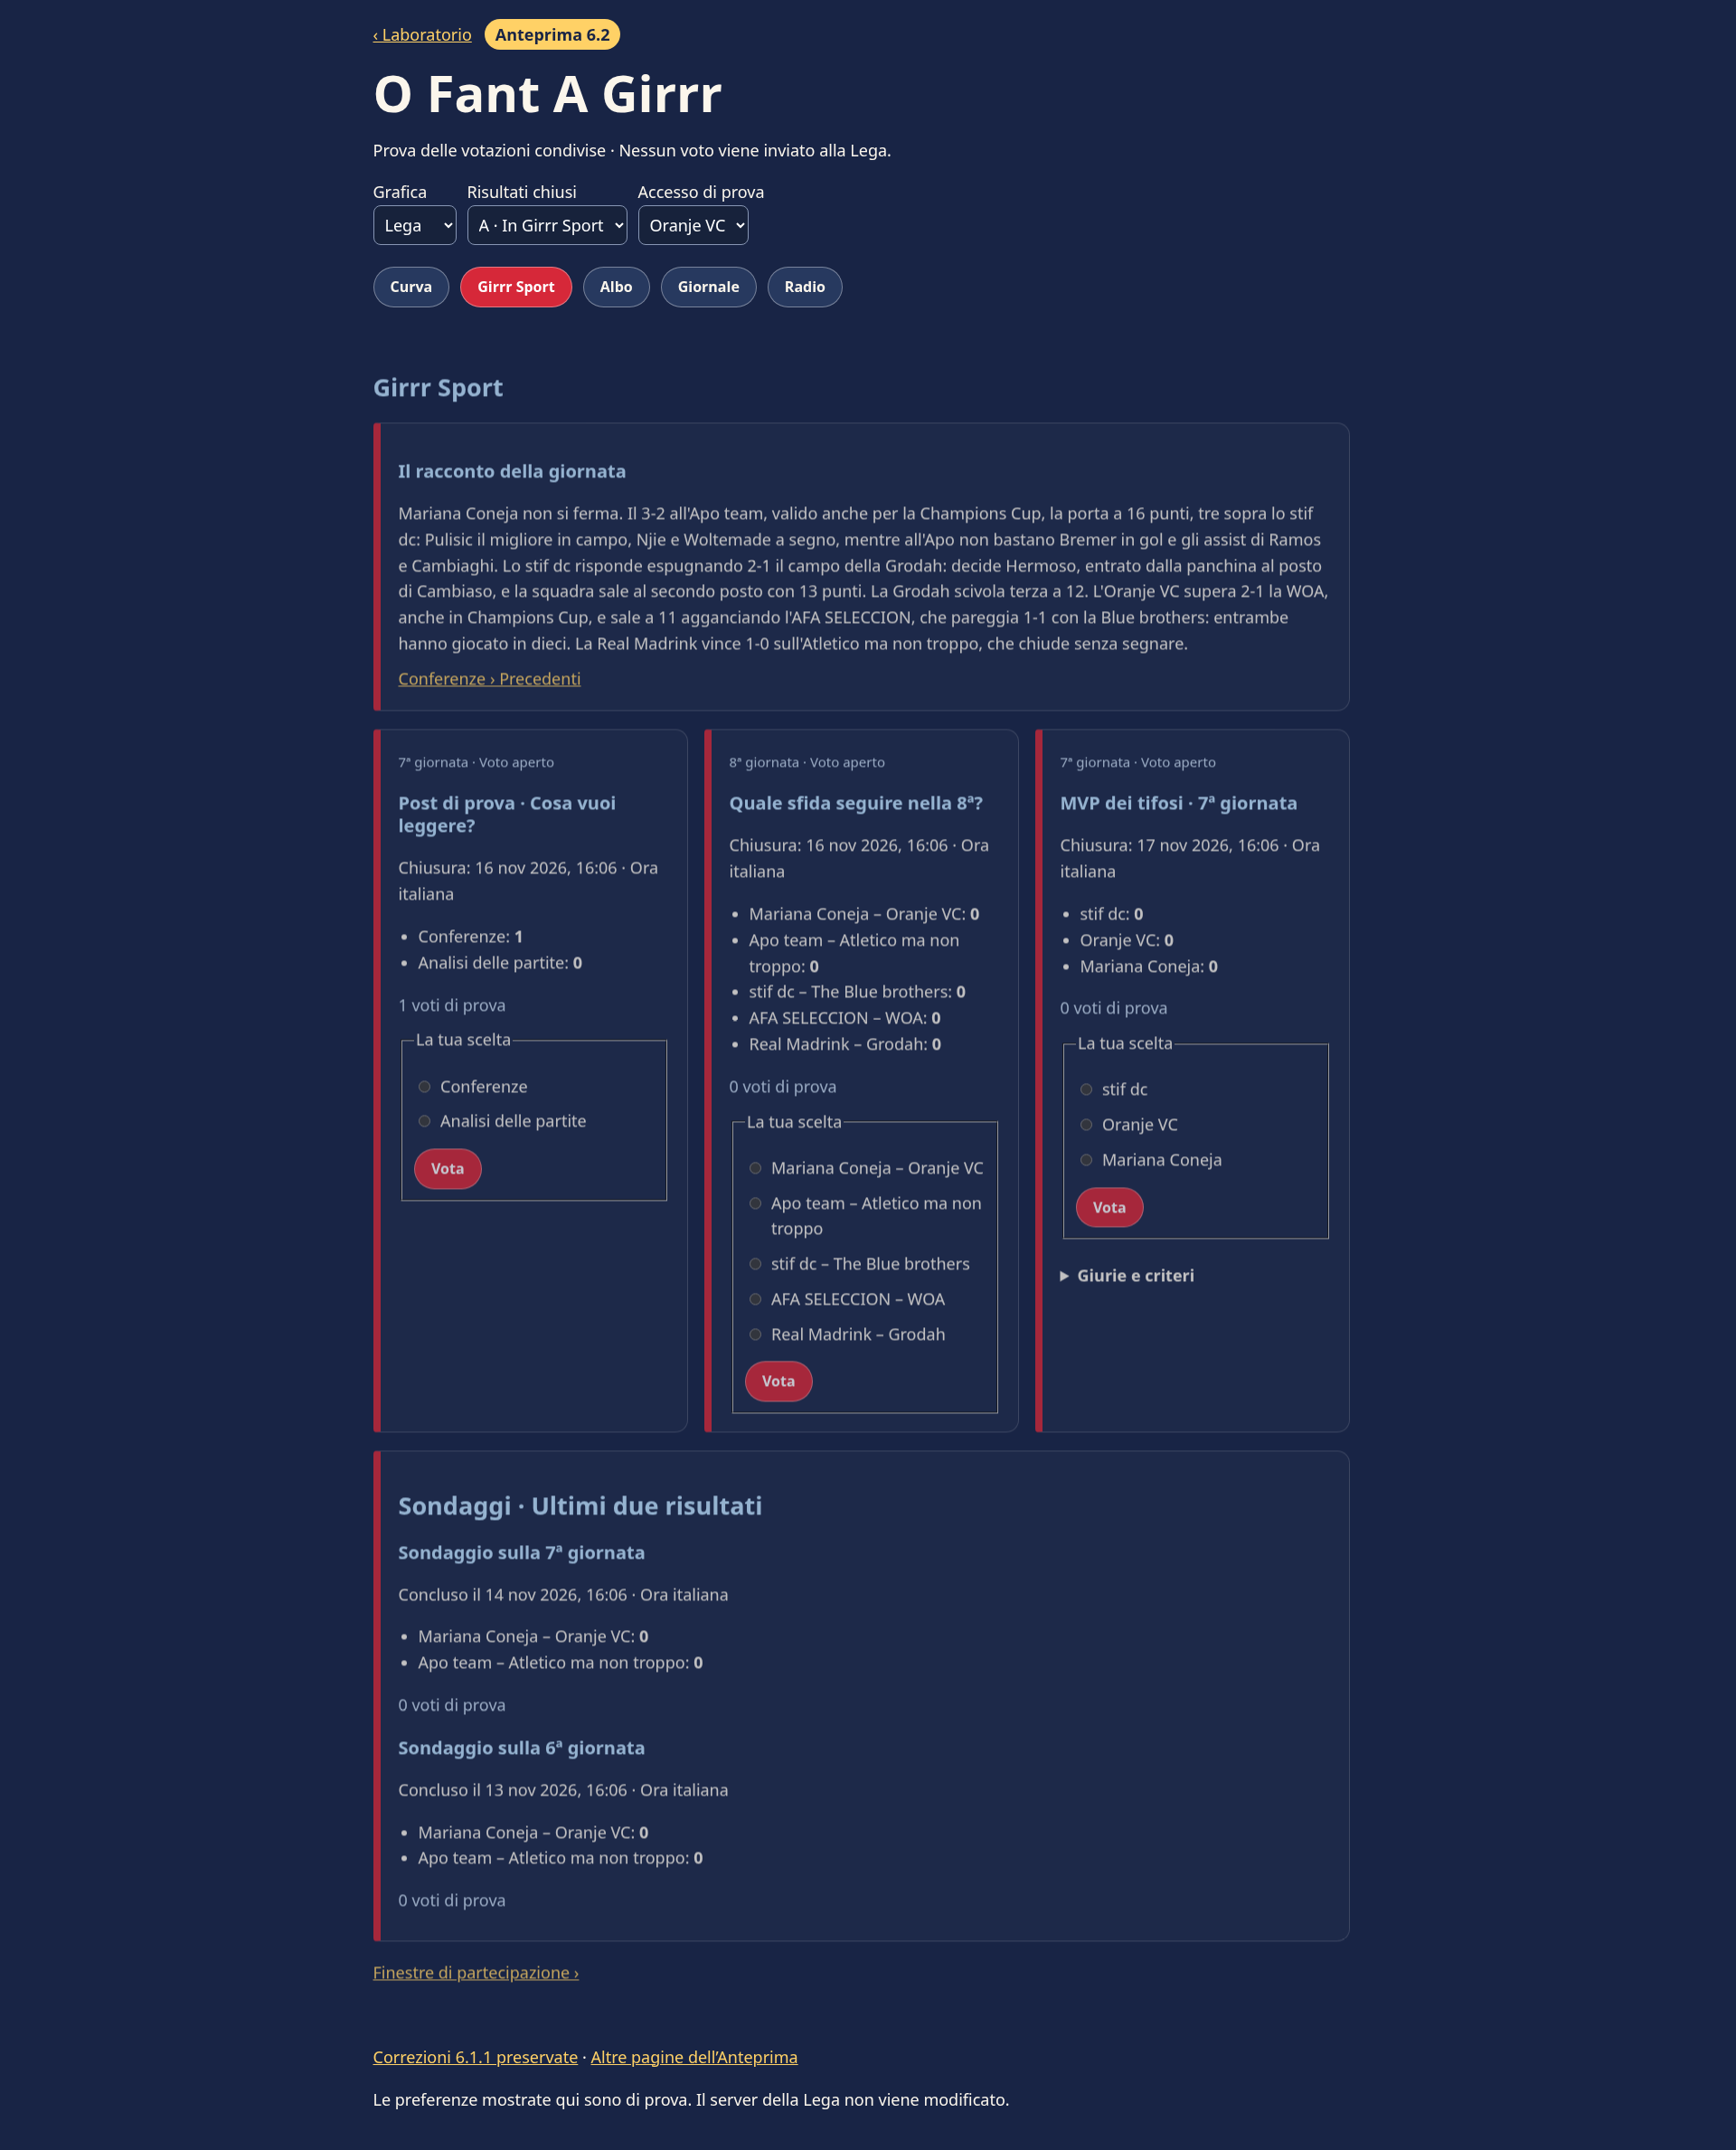 ‹ Laboratorio Anteprima 6.2
O Fant A Girrr
Prova delle votazioni condivise · Nessun voto viene inviato alla Lega.
Grafica Risultati chiusi Accesso di prova
Lega A · In Girrr Sport Oranje VC
Curva Girrr Sport Albo Giornale Radio
Girrr Sport
Il racconto della giornata
Mariana Coneja non si ferma. Il 3-2 all'Apo team, valido anche per la Champions Cup, la porta a 16 punti, tre sopra lo stif
dc: Pulisic il migliore in campo, Njie e Woltemade a segno, mentre all'Apo non bastano Bremer in gol e gli assist di Ramos
e Cambiaghi. Lo stif dc risponde espugnando 2-1 il campo della Grodah: decide Hermoso, entrato dalla panchina al posto
di Cambiaso, e la squadra sale al secondo posto con 13 punti. La Grodah scivola terza a 12. L'Oranje VC supera 2-1 la WOA,
anche in Champions Cup, e sale a 11 agganciando l'AFA SELECCION, che pareggia 1-1 con la Blue brothers: entrambe
hanno giocato in dieci. La Real Madrink vince 1-0 sull'Atletico ma non troppo, che chiude senza segnare.
Conferenze › Precedenti
7ª giornata · Voto aperto
Post di prova · Cosa vuoi
leggere?
Chiusura: 16 nov 2026, 16:06 · Ora
italiana
Conferenze: 1
Analisi delle partite: 0
1 voti di prova
La tua scelta
Conferenze
Analisi delle partite
Vota
8ª giornata · Voto aperto
Quale sfida seguire nella 8ª?
Chiusura: 16 nov 2026, 16:06 · Ora
italiana
Mariana Coneja – Oranje VC: 0
Apo team – Atletico ma non
troppo: 0
stif dc – The Blue brothers: 0
AFA SELECCION – WOA: 0
Real Madrink – Grodah: 0
0 voti di prova
La tua scelta
Mariana Coneja – Oranje VC
Apo team – Atletico ma non
troppo
stif dc – The Blue brothers
AFA SELECCION – WOA
Real Madrink – Grodah
Vota
7ª giornata · Voto aperto
MVP dei tifosi · 7ª giornata
Chiusura: 17 nov 2026, 16:06 · Ora
italiana
stif dc: 0
Oranje VC: 0
Mariana Coneja: 0
0 voti di prova
La tua scelta
stif dc
Oranje VC
Mariana Coneja
Vota
Giurie e criteri
Sondaggi · Ultimi due risultati
Sondaggio sulla 7ª giornata
Concluso il 14 nov 2026, 16:06 · Ora italiana
Mariana Coneja – Oranje VC: 0
Apo team – Atletico ma non troppo: 0
0 voti di prova
Sondaggio sulla 6ª giornata
Concluso il 13 nov 2026, 16:06 · Ora italiana
Mariana Coneja – Oranje VC: 0
Apo team – Atletico ma non troppo: 0
0 voti di prova
Finestre di partecipazione ›
Correzioni 6.1.1 preservate · Altre pagine dell’Anteprima
Le preferenze mostrate qui sono di prova. Il server della Lega non viene modificato.